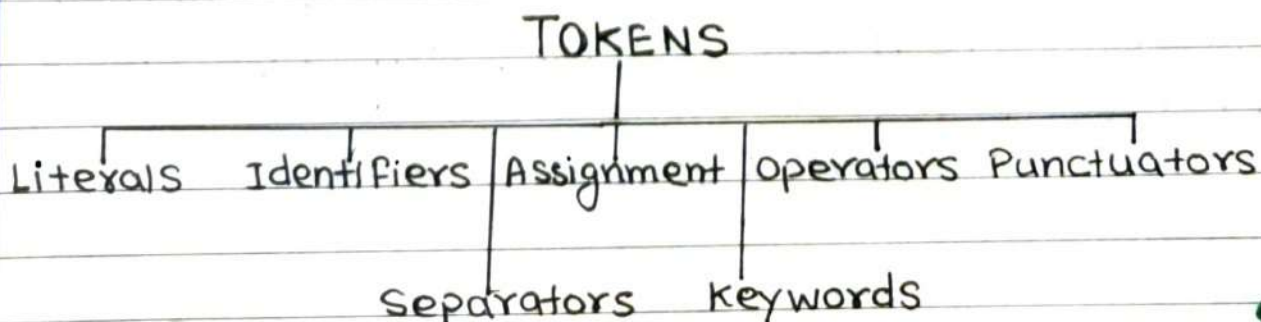 TOKENS
Literals Identifiers Assignment Operators Punctuators
Separators Keywords